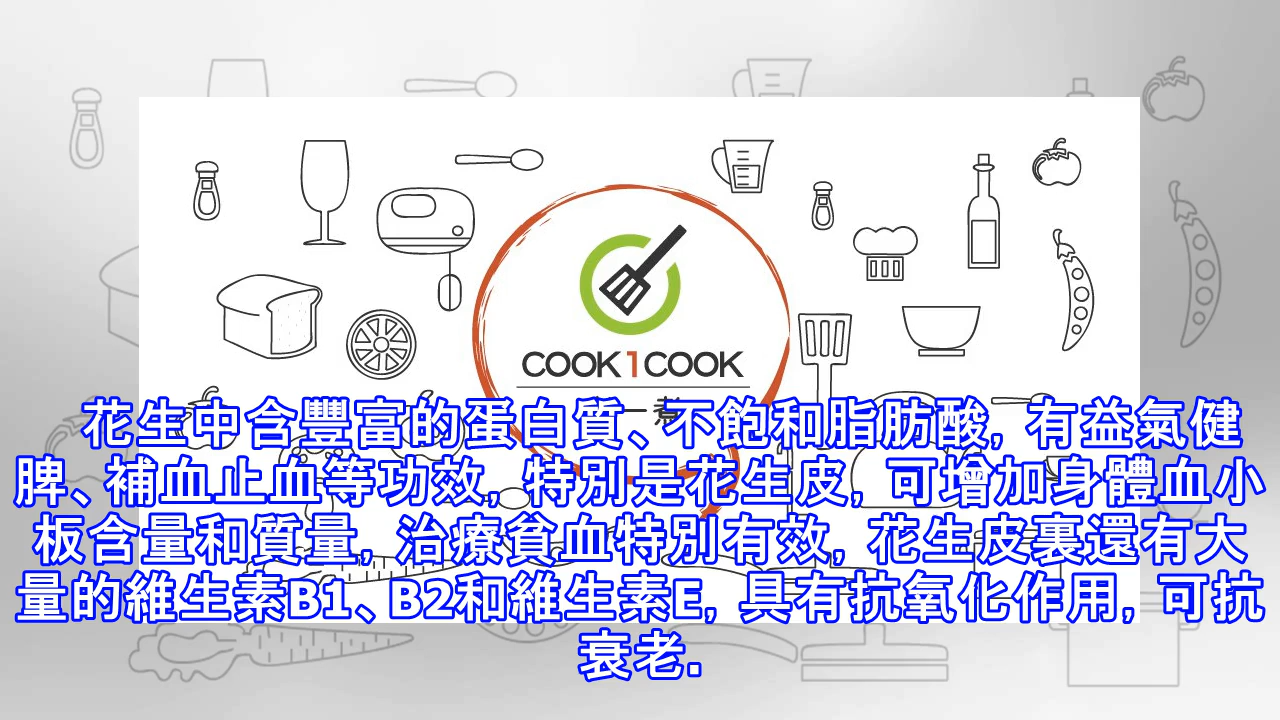 COOK1COOK
一煮
花生中含豐富的蛋白質、不飽和脂肪酸, 有益氣健
脾、補血止血等功效, 特別是花生皮, 可增加身體血小
板含量和質量, 治療貧血特別有效, 花生皮裏還有大
量的維生素B1、B2和維生素E, 具有抗氧化作用, 可抗
衰老.